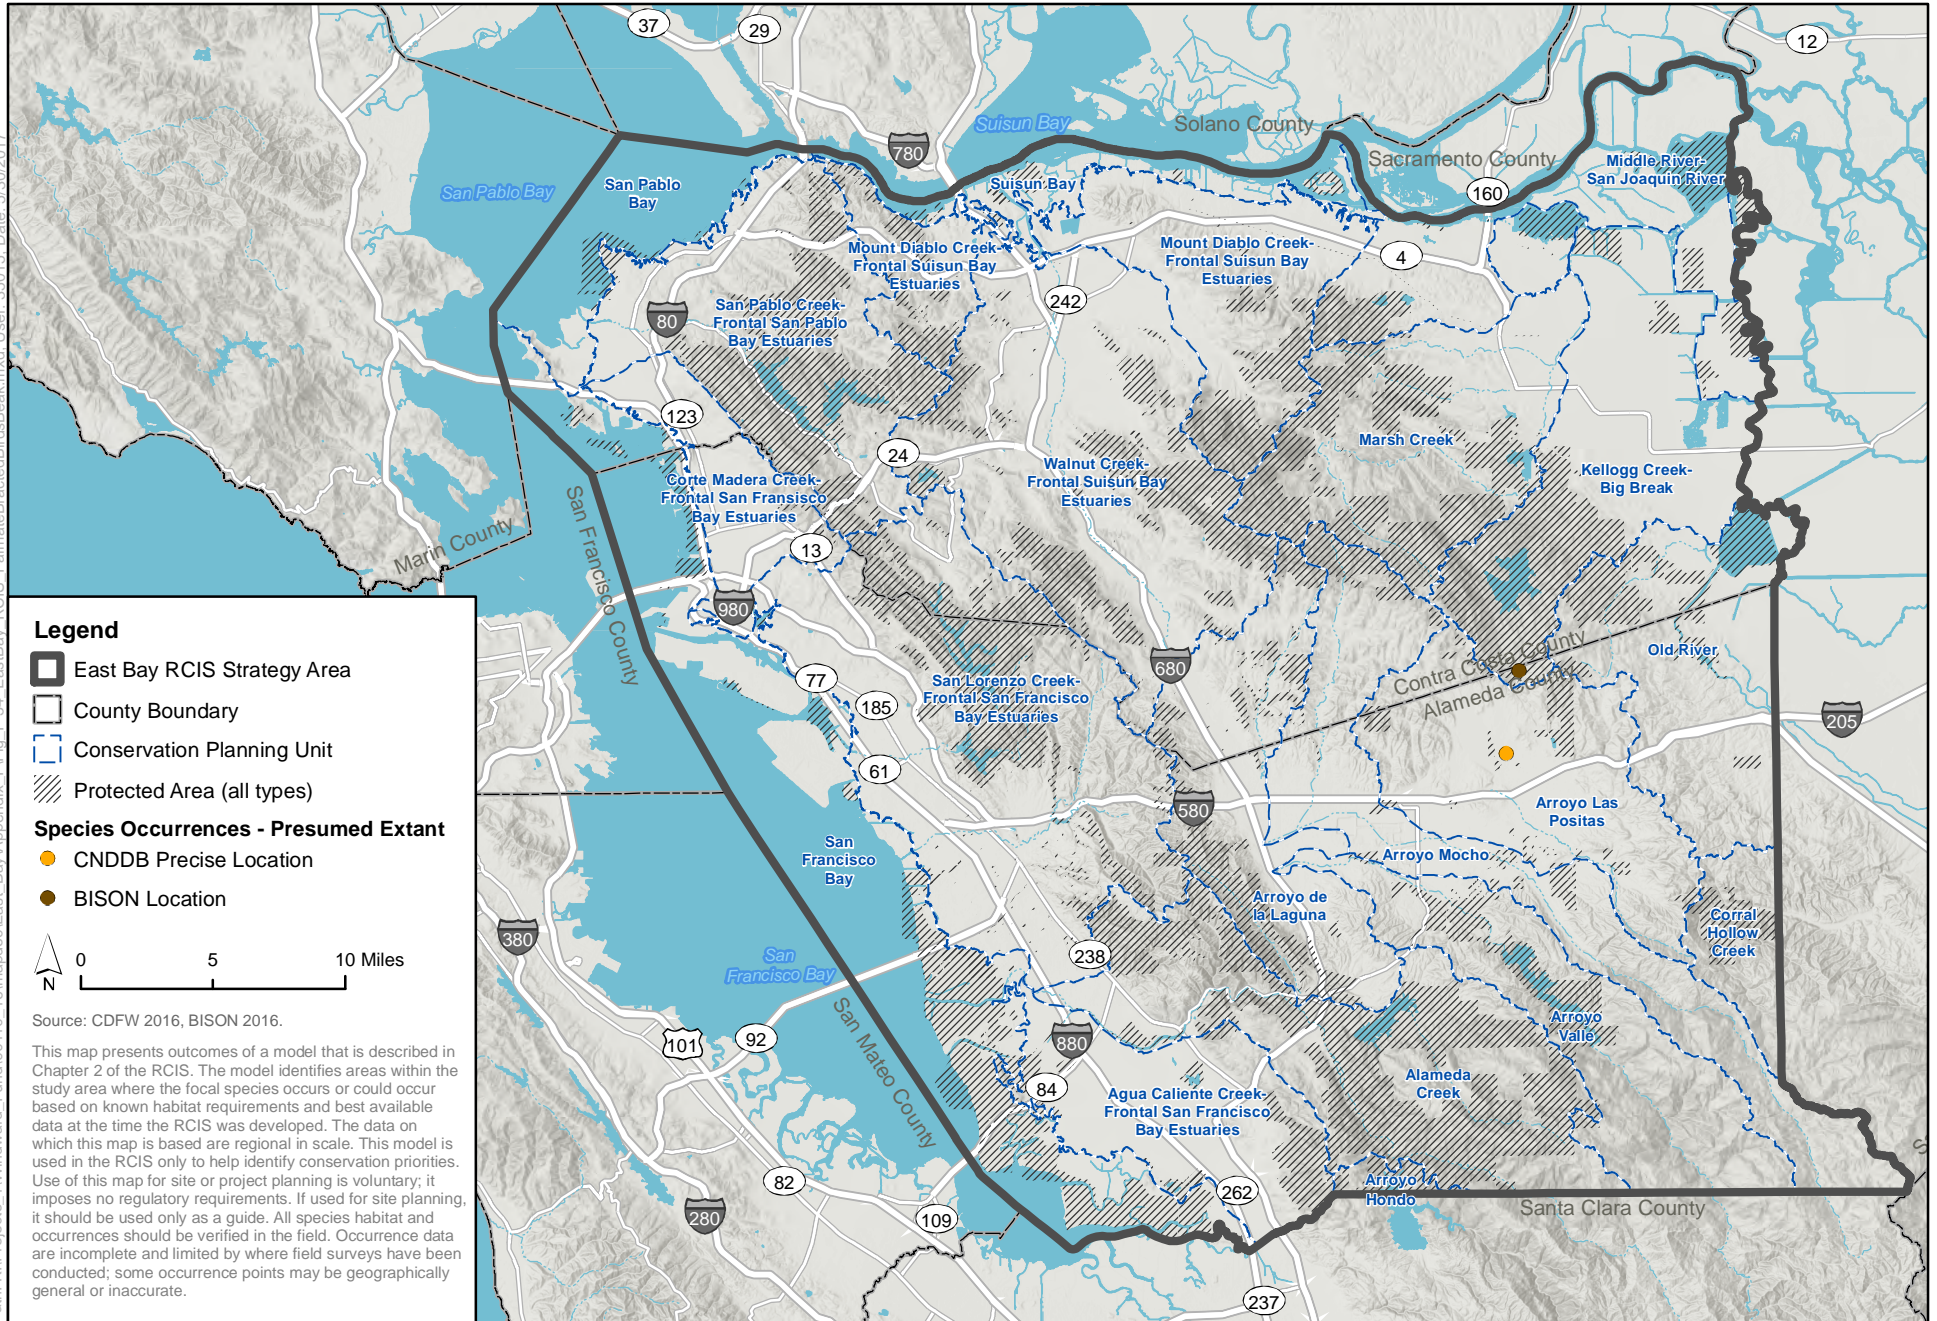 37
29
12
780
Suisun Bay
Solano County
Sacramento County
160
Middle River-
San Joaquin River
San Pablo Bay
San Pablo
Bay
Suisun Bay
Mount Diablo Creek-
Frontal Suisun Bay
Estuaries
Mount Diablo Creek-
Frontal Suisun Bay
Estuaries
4
242
80
San Pablo Creek-
Frontal San Pablo
Bay Estuaries
123
24
Marsh Creek
Kellogg Creek-
Big Break
Walnut Creek-
Frontal Suisun Bay
Estuaries
Corte Madera Creek-
Frontal San Fransisco
Bay Estuaries
13
Marin County
San Francisco County
980
680
Contra Costa County
Alameda County
Old River
205
77
185
San Lorenzo Creek-
Frontal San Francisco
Bay Estuaries
61
580
Arroyo Las
Positas
Arroyo Mocho
San
Francisco
Bay
Arroyo de
la Laguna
Corral
Hollow
Creek
380
238
San
Francisco Bay
Arroyo
Valle
101
92
880
San Mateo County
84
Agua Caliente Creek-
Frontal San Francisco
Bay Estuaries
Alameda
Creek
82
280
109
262
Arroyo
Hondo
Santa Clara County
237
Legend
East Bay RCIS Strategy Area
County Boundary
Conservation Planning Unit
Protected Area (all types)
Species Occurrences - Presumed Extant
CNDDB Precise Location
BISON Location
N
0 5 10 Miles
Source: CDFW 2016, BISON 2016.
This map presents outcomes of a model that is described in
Chapter 2 of the RCIS. The model identifies areas within the
study area where the focal species occurs or could occur
based on known habitat requirements and best available
data at the time the RCIS was developed. The data on
which this map is based are regional in scale. This model is
used in the RCIS only to help identify conservation priorities.
Use of this map for site or project planning is voluntary; it
imposes no regulatory requirements. If used for site planning,
it should be used only as a guide. All species habitat and
occurrences should be verified in the field. Occurrence data
are incomplete and limited by where field surveys have been
conducted; some occurrence points may be geographically
general or inaccurate.